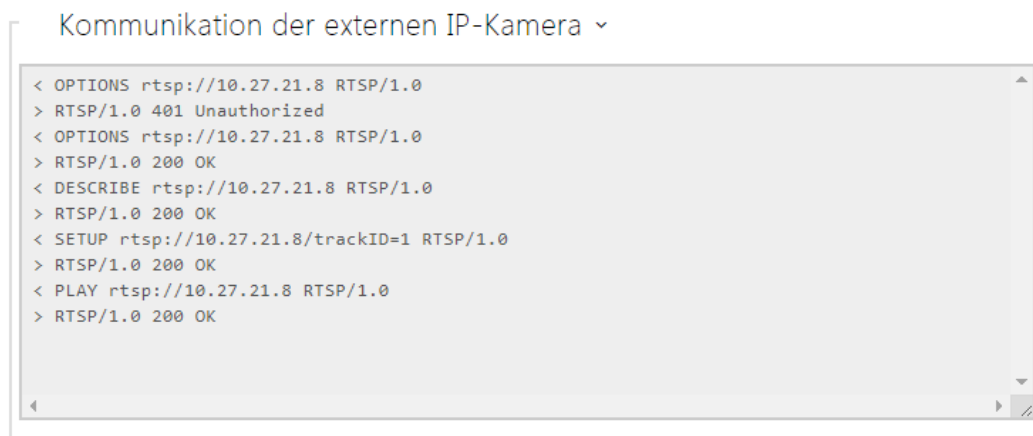 Kommunikation der externen IP-Kamera
< OPTIONS rtsp://10.27.21.8 RTSP/1.0
> RTSP/1.0 401 Unauthorized
< OPTIONS rtsp://10.27.21.8 RTSP/1.0
> RTSP/1.0 200 OK
< DESCRIBE rtsp://10.27.21.8 RTSP/1.0
> RTSP/1.0 200 OK
< SETUP rtsp://10.27.21.8/trackID=1 RTSP/1.0
> RTSP/1.0 200 OK
< PLAY rtsp://10.27.21.8 RTSP/1.0
> RTSP/1.0 200 OK